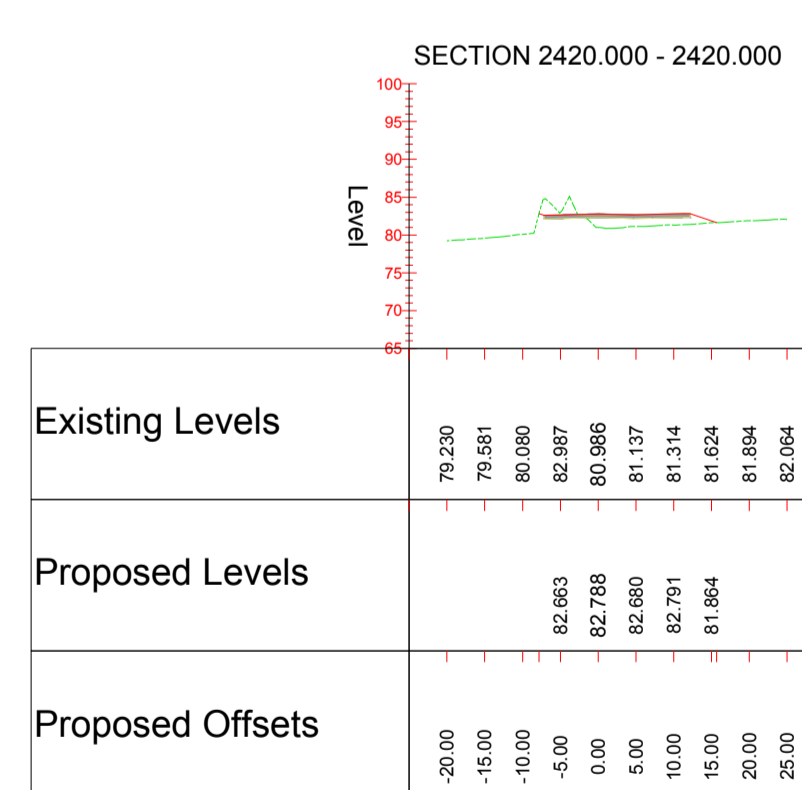 SECTION 2420.000 - 2420.000
100
95
90
85
80
75
70
65
Level
Existing Levels
79.230 79.581 80.080 82.987 80.986 81.137 81.314 81.624 81.894 82.064
Proposed Levels
82.663 82.788 82.680 82.791 81.864
Proposed Offsets
-20.00 -15.00 -10.00 -5.00 0.00 5.00 10.00 15.00 20.00 25.00